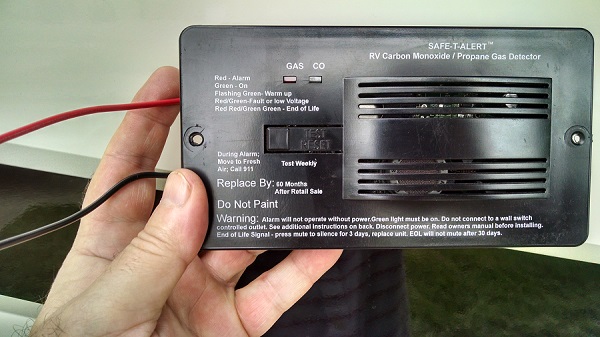 SAFE-T-ALERT™
RV Carbon Monoxide / Propane Gas Detector
GAS CO
Red - Alarm
Green - On
Flashing Green- Warm up
Red/Green-Fault or low Voltage
Red Red/Green Green - End of Life
TEST
RESET
During Alarm;
Move to Fresh
Air; Call 911
Test Weekly
Replace By: 60 Months
After Retail Sale
Do Not Paint
Warning: Alarm will not operate without power.Green light must be on. Do not connect to a wall switch
controlled outlet. See additional instructions on back. Disconnect power. Read owners manual before installing.
End of Life Signal - press mute to silence for 3 days, replace unit. EOL will not mute after 30 days.